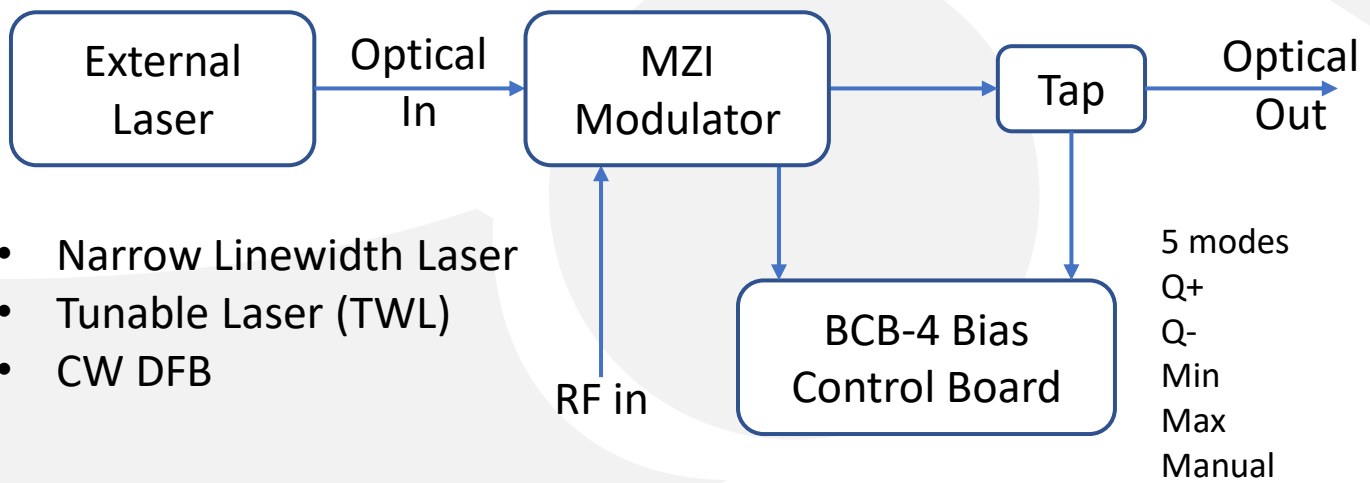 External
Laser
Optical
In
MZI
Modulator
Tap
Optical
Out
• Narrow Linewidth Laser
• Tunable Laser (TWL)
• CW DFB
RF in
BCB-4 Bias
Control Board
5 modes
Q+
Q-
Min
Max
Manual